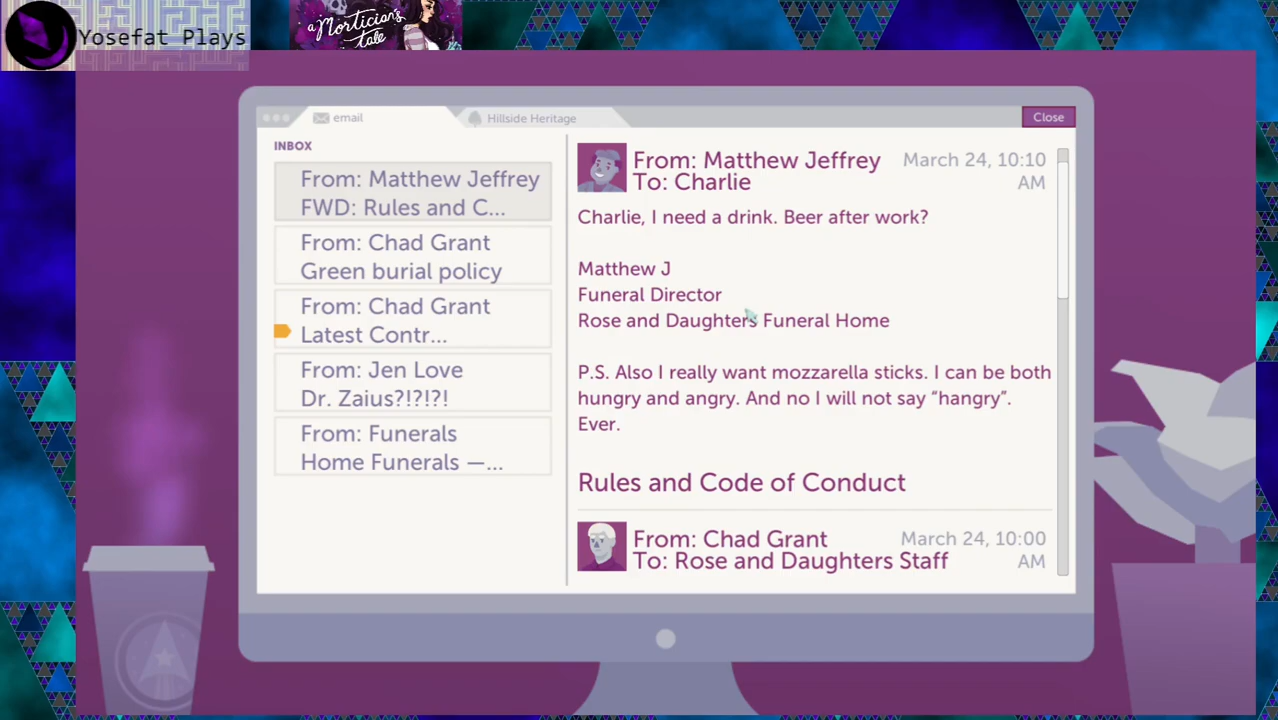 Yosefat Plays
a Mortician's
tale
email
Hillside Heritage
Close
INBOX
From: Matthew Jeffrey
FWD: Rules and C...
From: Chad Grant
Green burial policy
From: Chad Grant
Latest Contr...
From: Jen Love
Dr. Zaius?!?!?!
From: Funerals
Home Funerals —...
From: Matthew Jeffrey
To: Charlie
March 24, 10:10
AM
Charlie, I need a drink. Beer after work?
Matthew J
Funeral Director
Rose and Daughters Funeral Home
P.S. Also I really want mozzarella sticks. I can be both
hungry and angry. And no I will not say “hangry”.
Ever.
Rules and Code of Conduct
From: Chad Grant
To: Rose and Daughters Staff
March 24, 10:00
AM